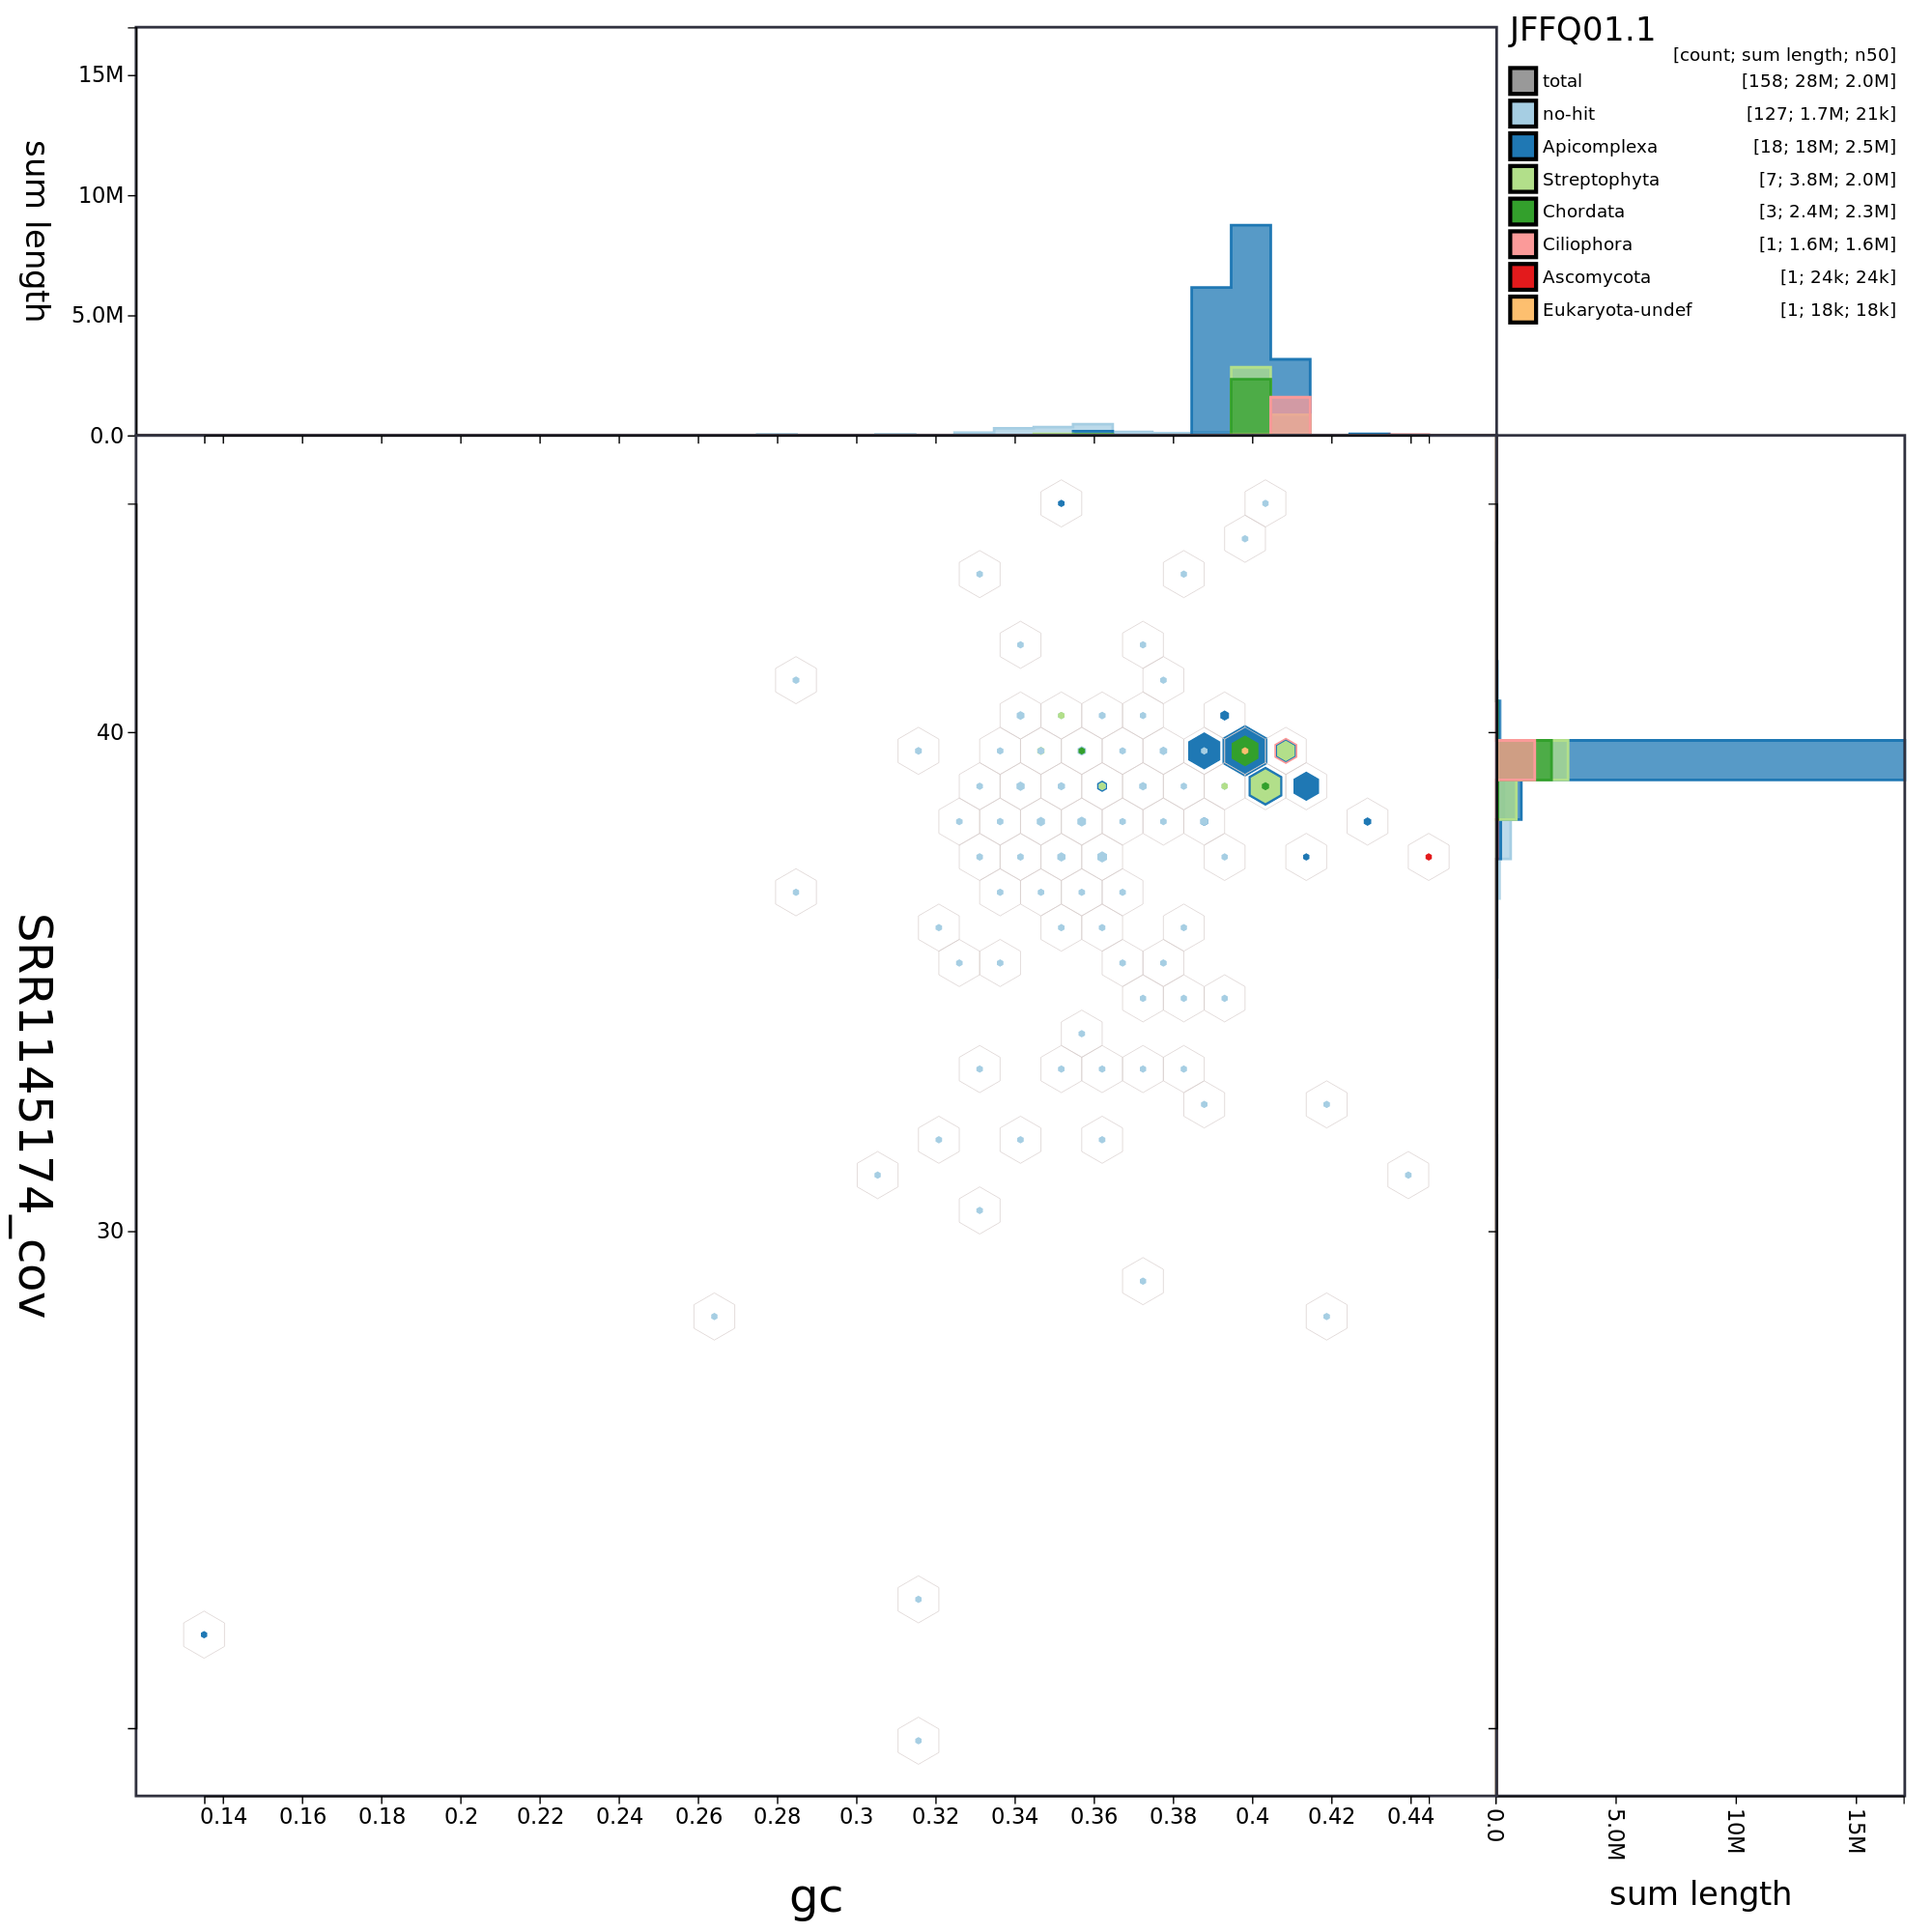 JFFQ01.1
[count; sum length; n50]
total [158; 28M; 2.0M]
no-hit [127; 1.7M; 21k]
Apicomplexa [18; 18M; 2.5M]
Streptophyta [7; 3.8M; 2.0M]
Chordata [3; 2.4M; 2.3M]
Ciliophora [1; 1.6M; 1.6M]
Ascomycota [1; 24k; 24k]
Eukaryota-undef [1; 18k; 18k]
sum length
15M
10M
5.0M
0.0
SRR1145174_cov
40
30
0.14 0.16 0.18 0.2 0.22 0.24 0.26 0.28 0.3 0.32 0.34 0.36 0.38 0.4 0.42 0.44
gc
0.0 5.0M 10M 15M
sum length